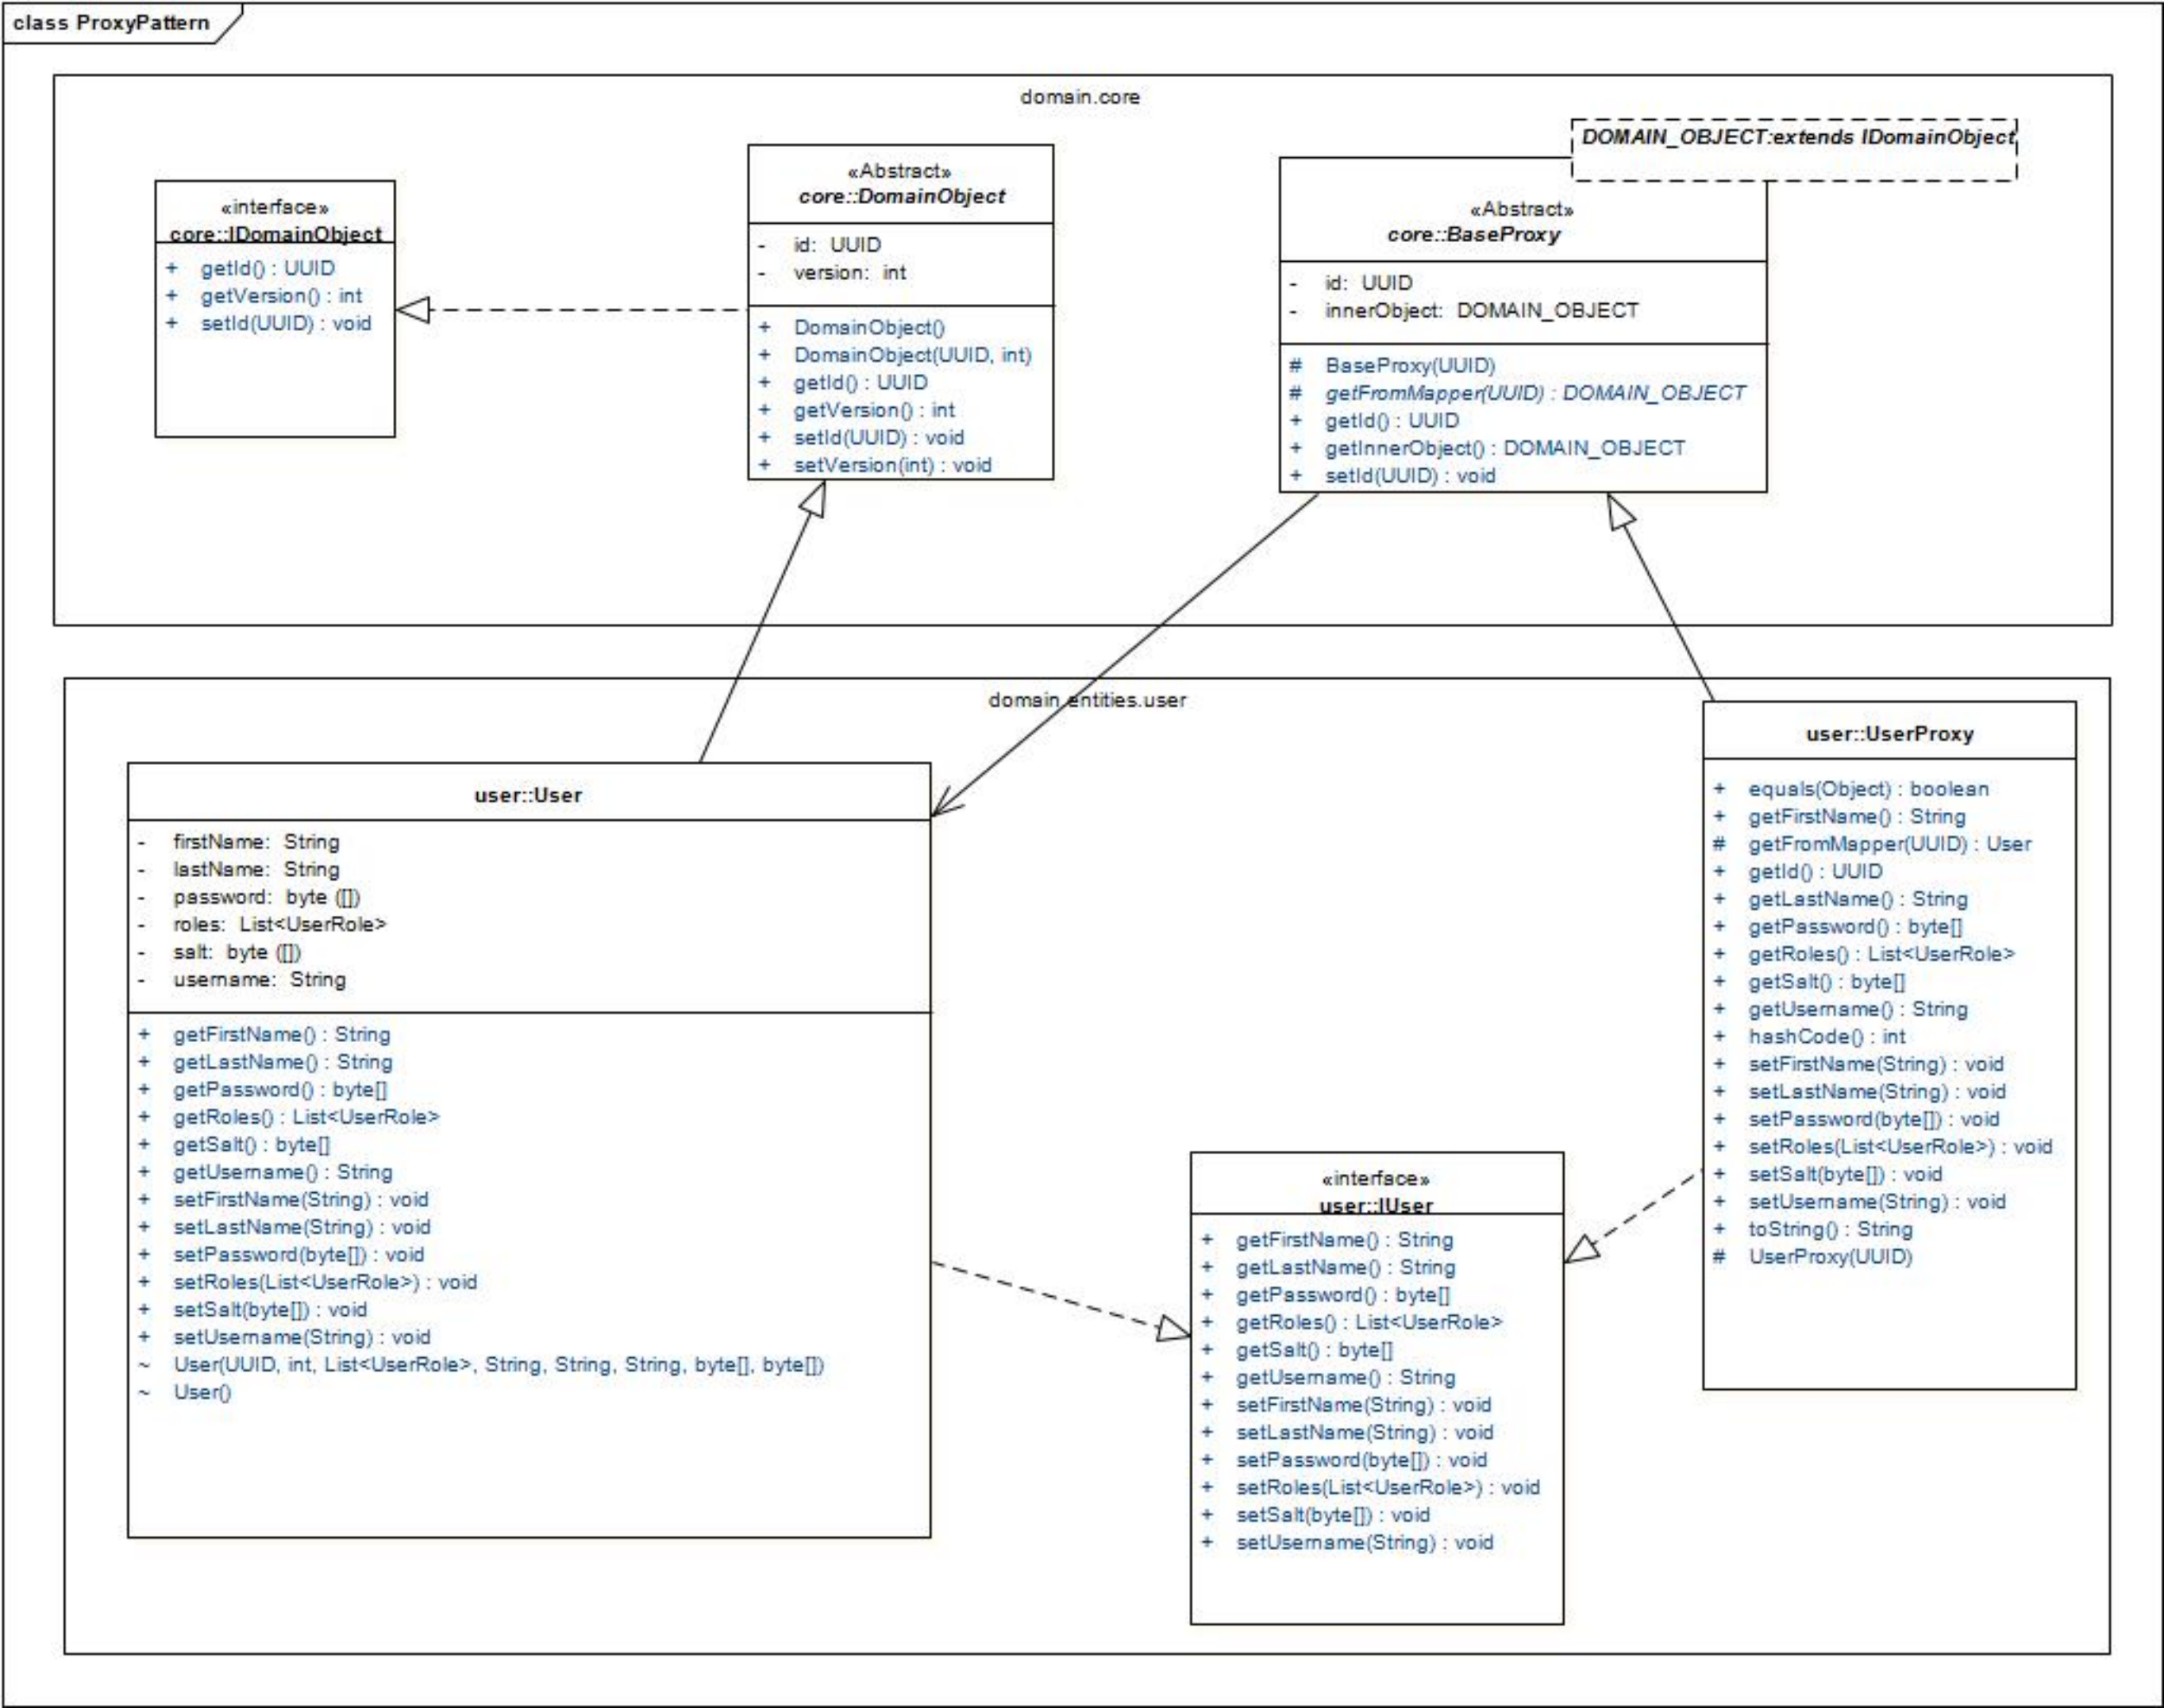 class ProxyPattern
domain.core
«interface»
core::IDomainObject
+ getId() : UUID
+ getVersion() : int
+ setId(UUID) : void
«Abstract»
core::DomainObject
- id: UUID
- version: int
+ DomainObject()
+ DomainObject(UUID, int)
+ getId() : UUID
+ getVersion() : int
+ setId(UUID) : void
+ setVersion(int) : void
DOMAIN_OBJECT:extends IDomainObject
«Abstract»
core::BaseProxy
- id: UUID
- innerObject: DOMAIN_OBJECT
# BaseProxy(UUID)
# getFromMapper(UUID) : DOMAIN_OBJECT
+ getId() : UUID
+ getInnerObject() : DOMAIN_OBJECT
+ setId(UUID) : void
domain.entities.user
user::User
- firstName: String
- lastName: String
- password: byte ([])
- roles: List<UserRole>
- salt: byte ([])
- username: String
+ getFirstName() : String
+ getLastName() : String
+ getPassword() : byte[]
+ getRoles() : List<UserRole>
+ getSalt() : byte[]
+ getUsername() : String
+ setFirstName(String) : void
+ setLastName(String) : void
+ setPassword(byte[]) : void
+ setRoles(List<UserRole>) : void
+ setSalt(byte[]) : void
+ setUsername(String) : void
~ User(UUID, int, List<UserRole>, String, String, String, byte[], byte[])
~ User()
«interface»
user::IUser
+ getFirstName() : String
+ getLastName() : String
+ getPassword() : byte[]
+ getRoles() : List<UserRole>
+ getSalt() : byte[]
+ getUsername() : String
+ setFirstName(String) : void
+ setLastName(String) : void
+ setPassword(byte[]) : void
+ setRoles(List<UserRole>) : void
+ setSalt(byte[]) : void
+ setUsername(String) : void
user::UserProxy
+ equals(Object) : boolean
+ getFirstName() : String
# getFromMapper(UUID) : User
+ getId() : UUID
+ getLastName() : String
+ getPassword() : byte[]
+ getRoles() : List<UserRole>
+ getSalt() : byte[]
+ getUsername() : String
+ hashCode() : int
+ setFirstName(String) : void
+ setLastName(String) : void
+ setPassword(byte[]) : void
+ setRoles(List<UserRole>) : void
+ setSalt(byte[]) : void
+ setUsername(String) : void
+ toString() : String
# UserProxy(UUID)